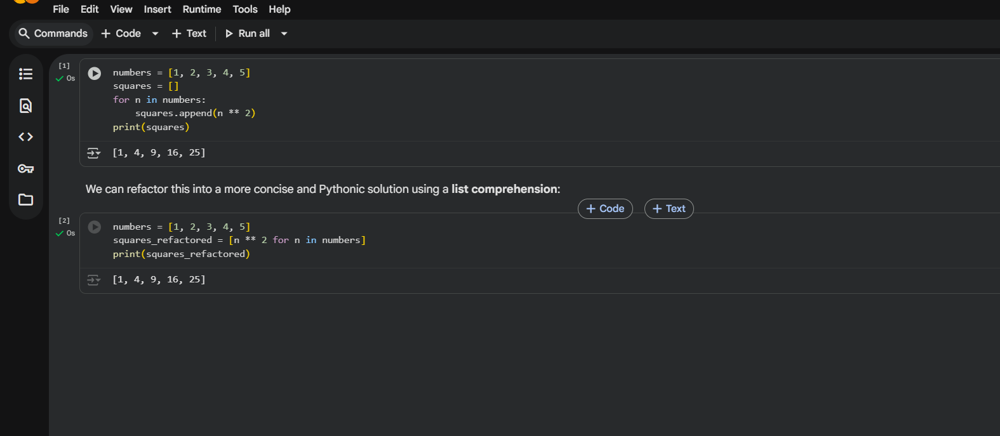 File Edit View Insert Runtime Tools Help
Commands + Code + Text Run all
[1]
0s
numbers = [1, 2, 3, 4, 5]
squares = []
for n in numbers:
    squares.append(n ** 2)
print(squares)
[1, 4, 9, 16, 25]
We can refactor this into a more concise and Pythonic solution using a list comprehension:
+ Code + Text
[2]
0s
numbers = [1, 2, 3, 4, 5]
squares_refactored = [n ** 2 for n in numbers]
print(squares_refactored)
[1, 4, 9, 16, 25]